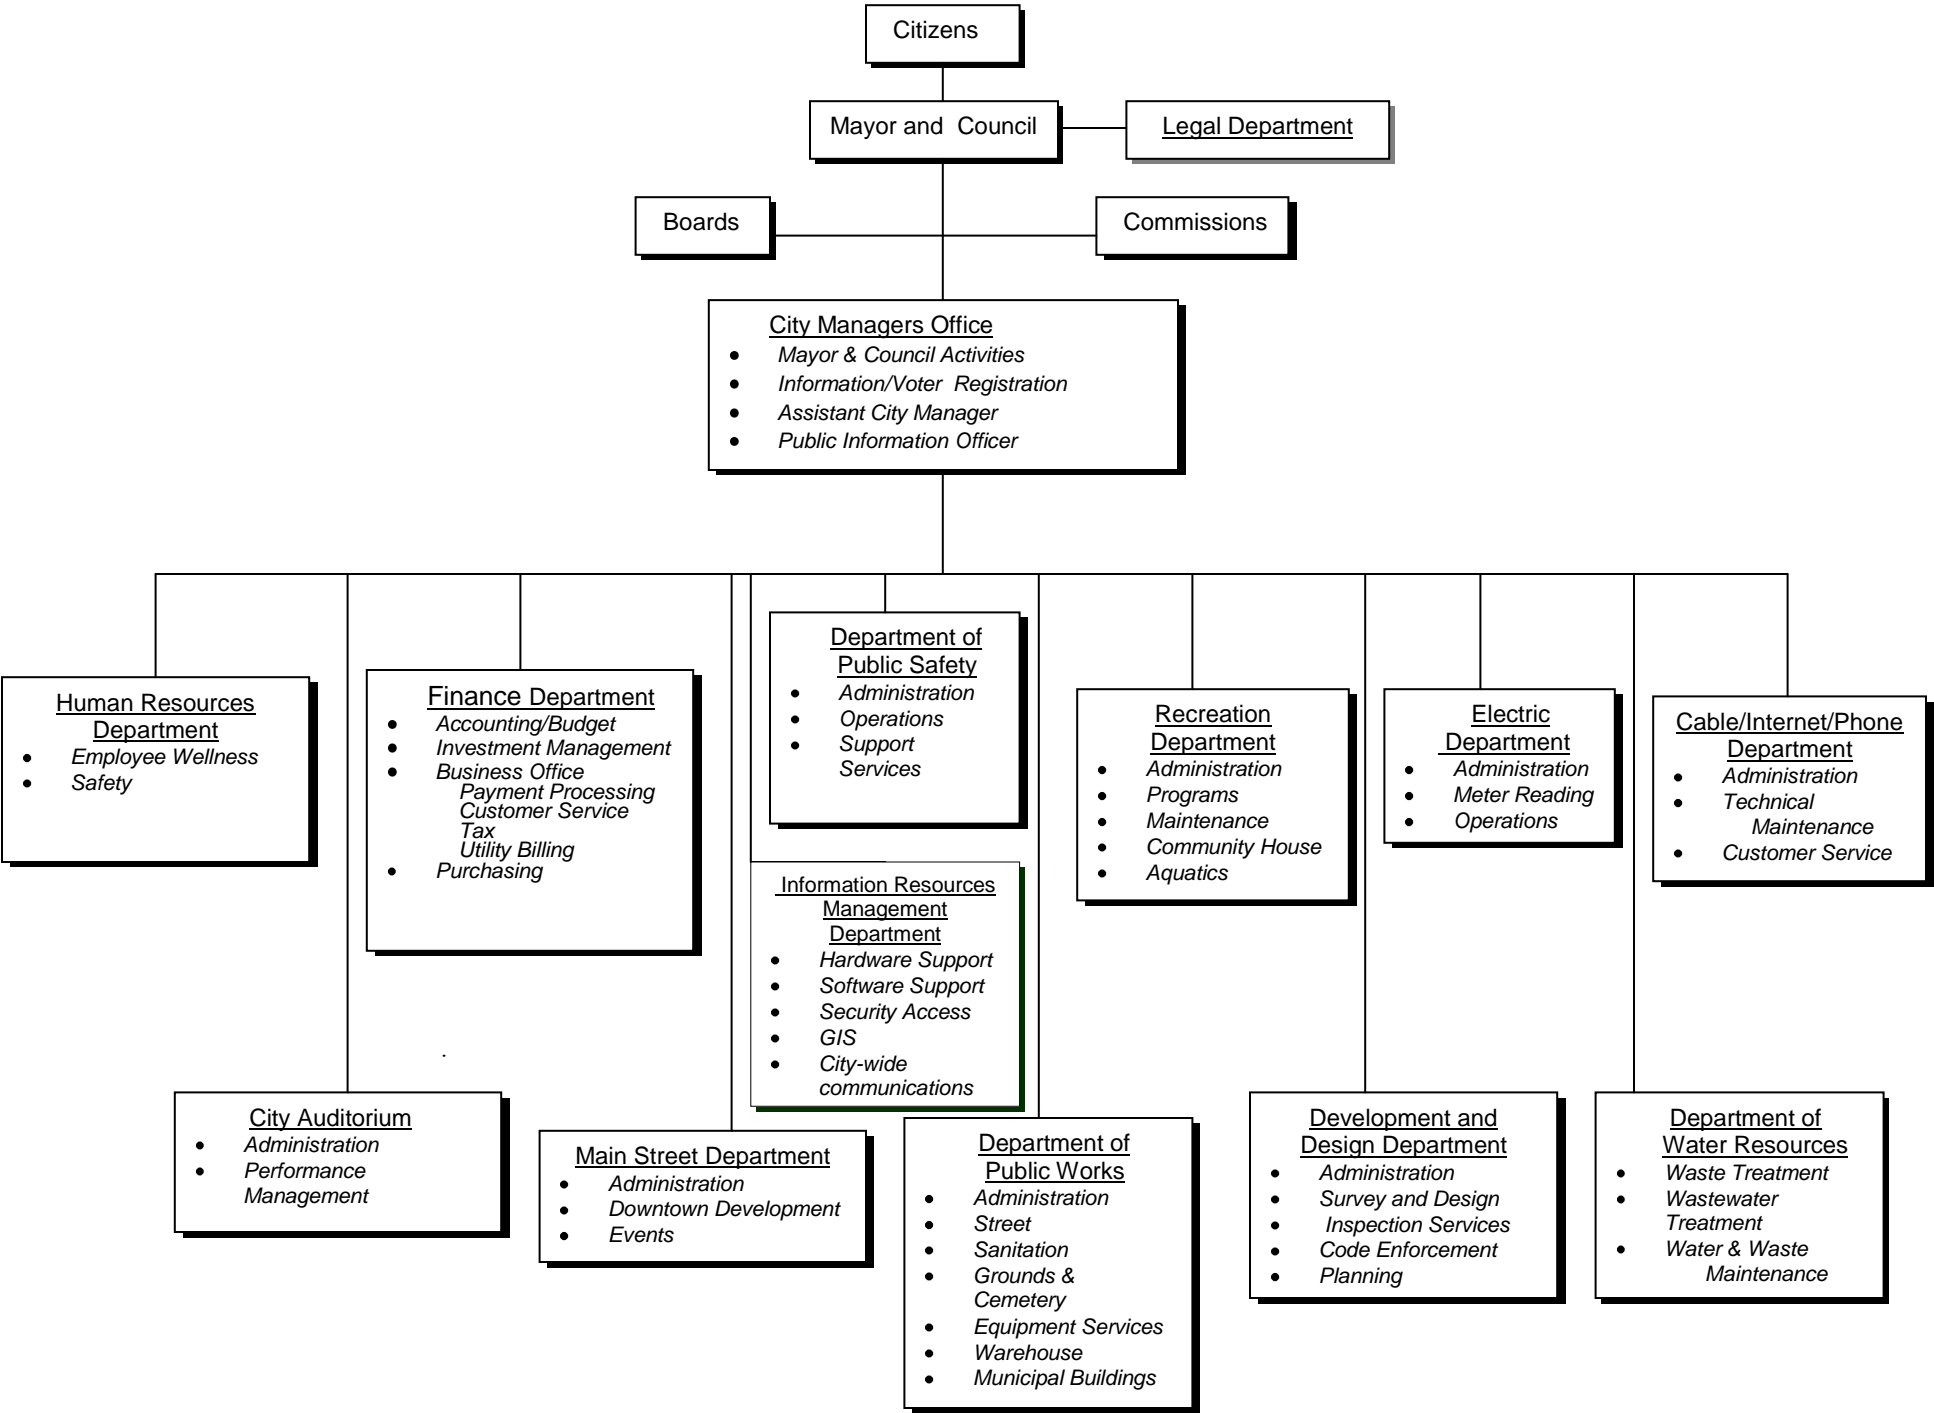 Citizens
Mayor and Council
Legal Department
Boards
Commissions
City Managers Office
• Mayor & Council Activities
• Information/Voter Registration
• Assistant City Manager
• Public Information Officer
Human Resources
Department
• Employee Wellness
• Safety
Finance Department
• Accounting/Budget
• Investment Management
• Business Office
Payment Processing
Customer Service
Tax
Utility Billing
• Purchasing
Department of
Public Safety
• Administration
• Operations
• Support
Services
Recreation
Department
• Administration
• Programs
• Maintenance
• Community House
• Aquatics
Electric
Department
• Administration
• Meter Reading
• Operations
Cable/Internet/Phone
Department
• Administration
• Technical
Maintenance
• Customer Service
Information Resources
Management
Department
• Hardware Support
• Software Support
• Security Access
• GIS
• City-wide
communications
City Auditorium
• Administration
• Performance
Management
Main Street Department
• Administration
• Downtown Development
• Events
Department of
Public Works
• Administration
• Street
• Sanitation
• Grounds &
Cemetery
• Equipment Services
• Warehouse
• Municipal Buildings
Development and
Design Department
• Administration
• Survey and Design
• Inspection Services
• Code Enforcement
• Planning
Department of
Water Resources
• Waste Treatment
• Wastewater
Treatment
• Water & Waste
Maintenance